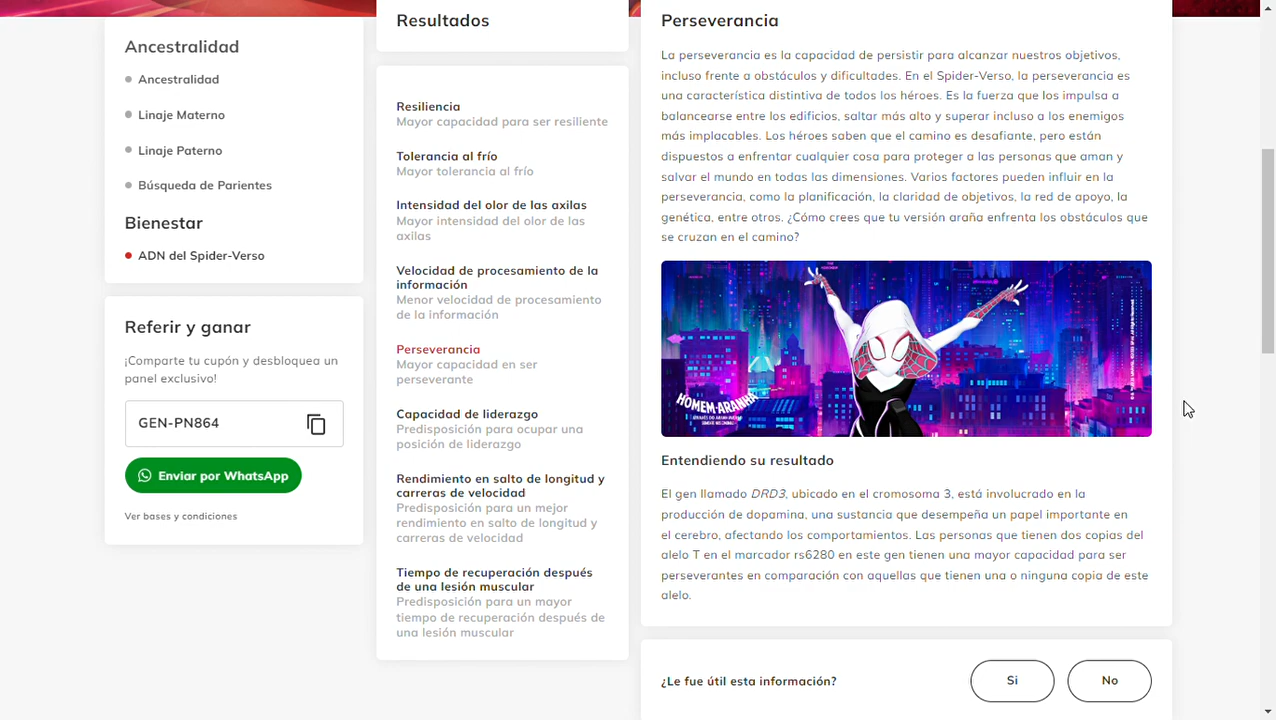 Ancestralidad
Ancestralidad
Linaje Materno
Linaje Paterno
Búsqueda de Parientes
Bienestar
ADN del Spider-Verso
Referir y ganar
¡Comparte tu cupón y desbloquea un
panel exclusivo!
GEN-PN864
Enviar por WhatsApp
Ver bases y condiciones
Resultados
Resiliencia
Mayor capacidad para ser resiliente
Tolerancia al frío
Mayor tolerancia al frío
Intensidad del olor de las axilas
Mayor intensidad del olor de las
axilas
Velocidad de procesamiento de la
información
Menor velocidad de procesamiento
de la información
Perseverancia
Mayor capacidad en ser
perseverante
Capacidad de liderazgo
Predisposición para ocupar una
posición de liderazgo
Rendimiento en salto de longitud y
carreras de velocidad
Predisposición para un mejor
rendimiento en salto de longitud y
carreras de velocidad
Tiempo de recuperación después
de una lesión muscular
Predisposición para un mayor
tiempo de recuperación después de
una lesión muscular
Perseverancia
La perseverancia es la capacidad de persistir para alcanzar nuestros objetivos,
incluso frente a obstáculos y dificultades. En el Spider-Verso, la perseverancia es
una característica distintiva de todos los héroes. Es la fuerza que los impulsa a
balancearse entre los edificios, saltar más alto y superar incluso a los enemigos
más implacables. Los héroes saben que el camino es desafiante, pero están
dispuestos a enfrentar cualquier cosa para proteger a las personas que aman y
salvar el mundo en todas las dimensiones. Varios factores pueden influir en la
perseverancia, como la planificación, la claridad de objetivos, la red de apoyo, la
genética, entre otros. ¿Cómo crees que tu versión araña enfrenta los obstáculos que
se cruzan en el camino?
HOMEM-ARANHA
Entendiendo su resultado
El gen llamado DRD3, ubicado en el cromosoma 3, está involucrado en la
producción de dopamina, una sustancia que desempeña un papel importante en
el cerebro, afectando los comportamientos. Las personas que tienen dos copias del
alelo T en el marcador rs6280 en este gen tienen una mayor capacidad para ser
perseverantes en comparación con aquellas que tienen una o ninguna copia de este
alelo.
¿Le fue útil esta información?
Si
No